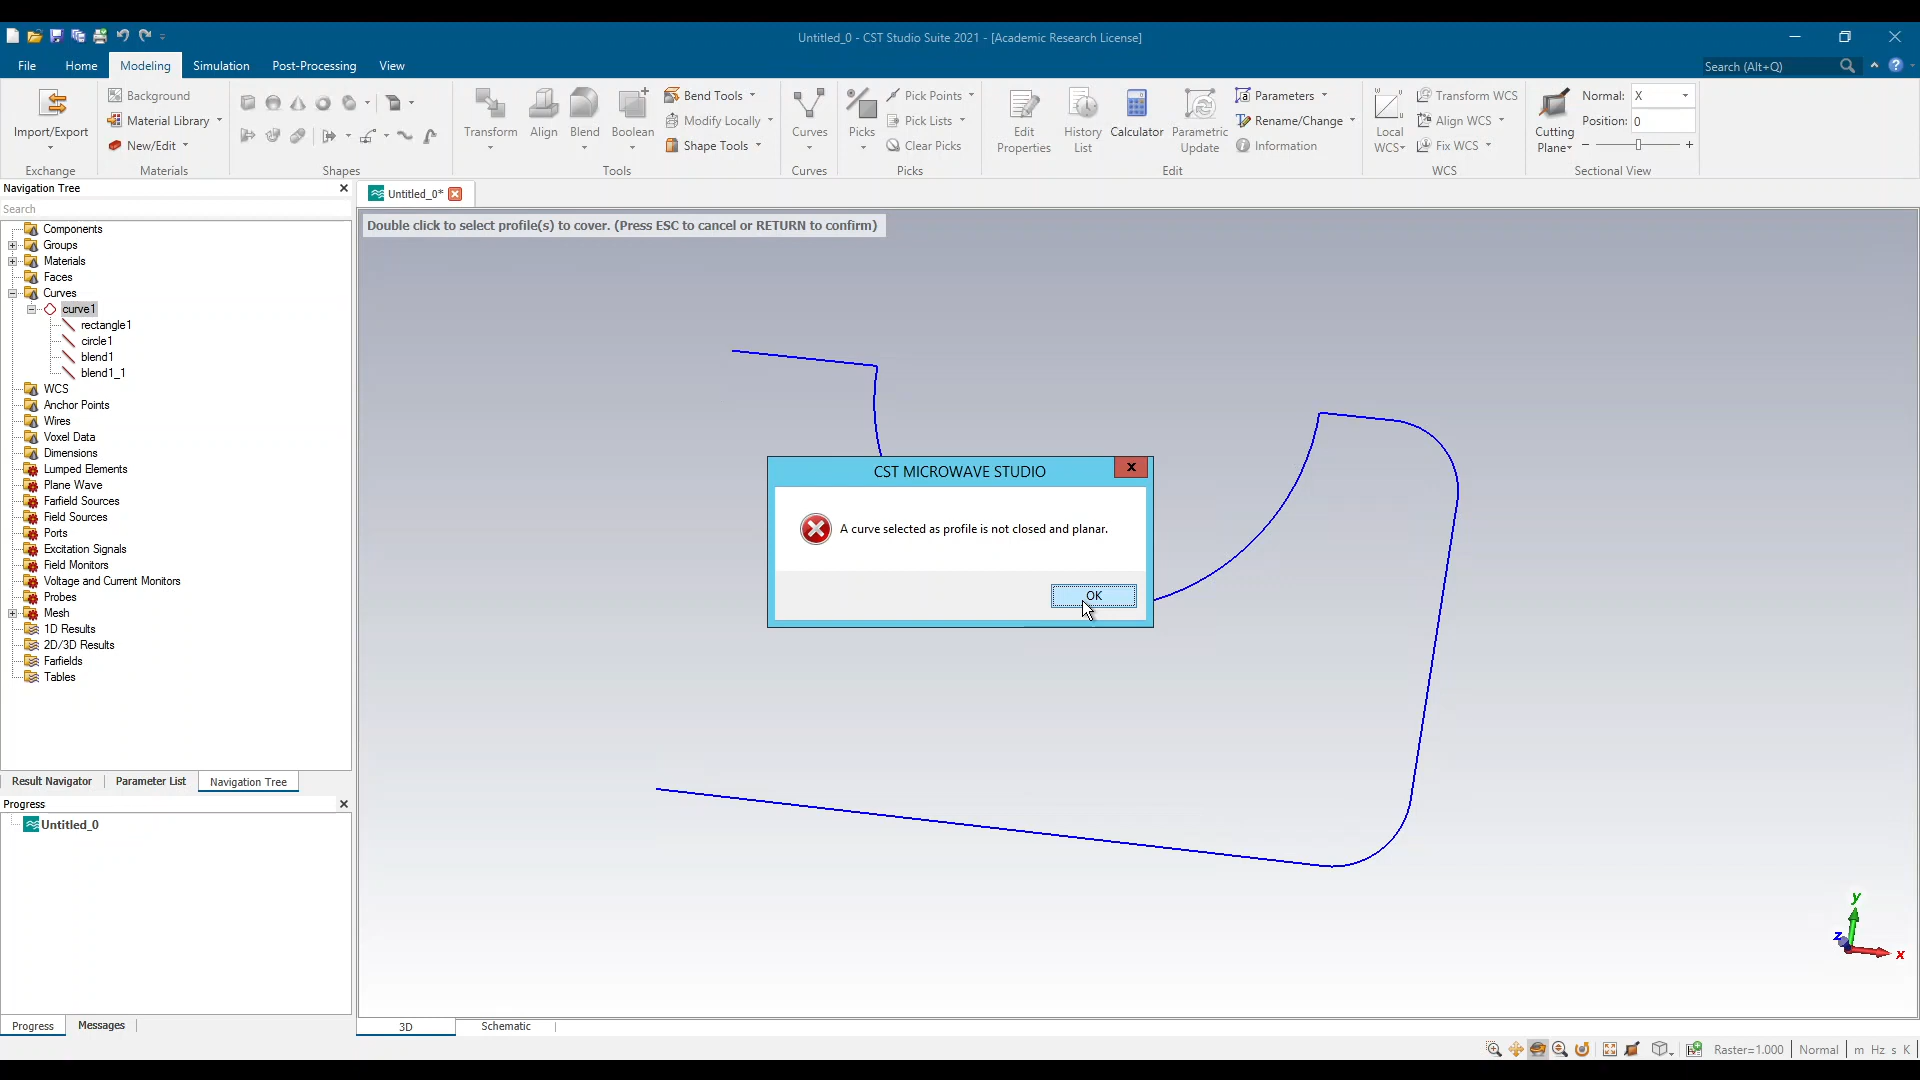 Untitled_0 - CST Studio Suite 2021 - [Academic Research License]
File Home Modeling Simulation Post-Processing View
Search (Alt+Q)
Import/Export
Exchange
Background
Material Library
New/Edit
Materials
Shapes
Transform
Align
Blend
Boolean
Bend Tools
Modify Locally
Shape Tools
Tools
Curves
Curves
Picks
Pick Points
Pick Lists
Clear Picks
Picks
Edit
Properties
History
List
Calculator
Parametric
Update
Parameters
Rename/Change
Information
Edit
Local
WCS
Transform WCS
Align WCS
Fix WCS
WCS
Cutting
Plane
Normal: X
Position: 0
Sectional View
Navigation Tree
Search
Components
Groups
Materials
Faces
Curves
curve1
rectangle1
circle1
blend1
blend1_1
WCS
Anchor Points
Wires
Voxel Data
Dimensions
Lumped Elements
Plane Wave
Farfield Sources
Field Sources
Ports
Excitation Signals
Field Monitors
Voltage and Current Monitors
Probes
Mesh
1D Results
2D/3D Results
Farfields
Tables
Result Navigator Parameter List Navigation Tree
Progress
Untitled_0
Progress Messages
Untitled_0*
Double click to select profile(s) to cover. (Press ESC to cancel or RETURN to confirm)
CST MICROWAVE STUDIO
x
A curve selected as profile is not closed and planar.
OK
y
z
x
3D Schematic
Raster=1.000 Normal m Hz s K